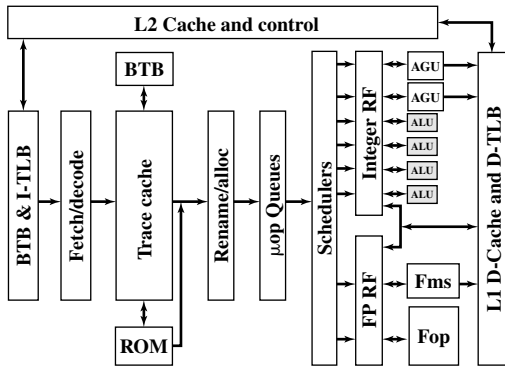 L2 Cache and control
BTB
AGU
AGU
ALU
ALU
ALU
ALU
BTB & I-TLB
Fetch/decode
Trace cache
Rename/alloc
µop Queues
Schedulers
Integer RF
FP RF
L1 D-Cache and D-TLB
ROM
Fms
Fop